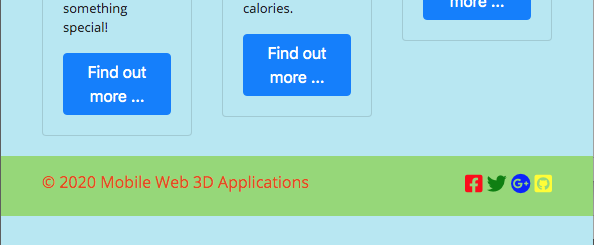 something
special!
Find out
more ...
calories.
Find out
more ...
more ...
© 2020 Mobile Web 3D Applications